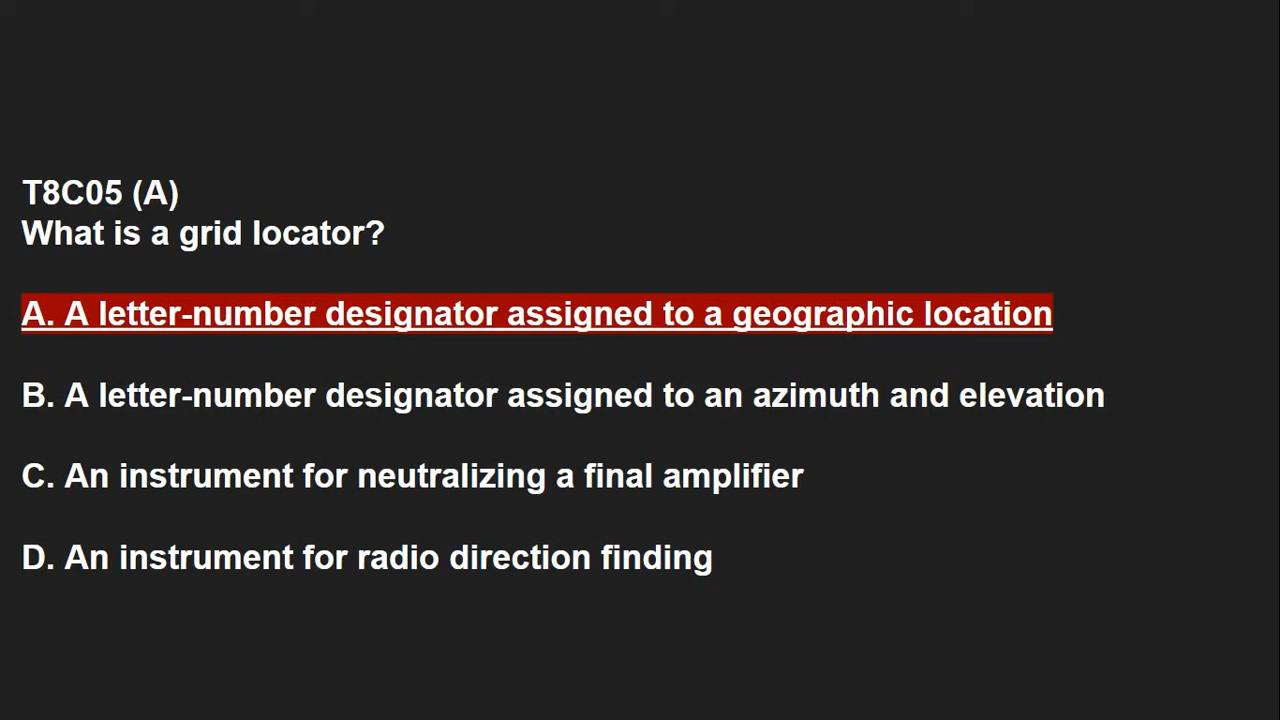 T8C05 (A)
What is a grid locator?
A. A letter-number designator assigned to a geographic location
B. A letter-number designator assigned to an azimuth and elevation
C. An instrument for neutralizing a final amplifier
D. An instrument for radio direction finding